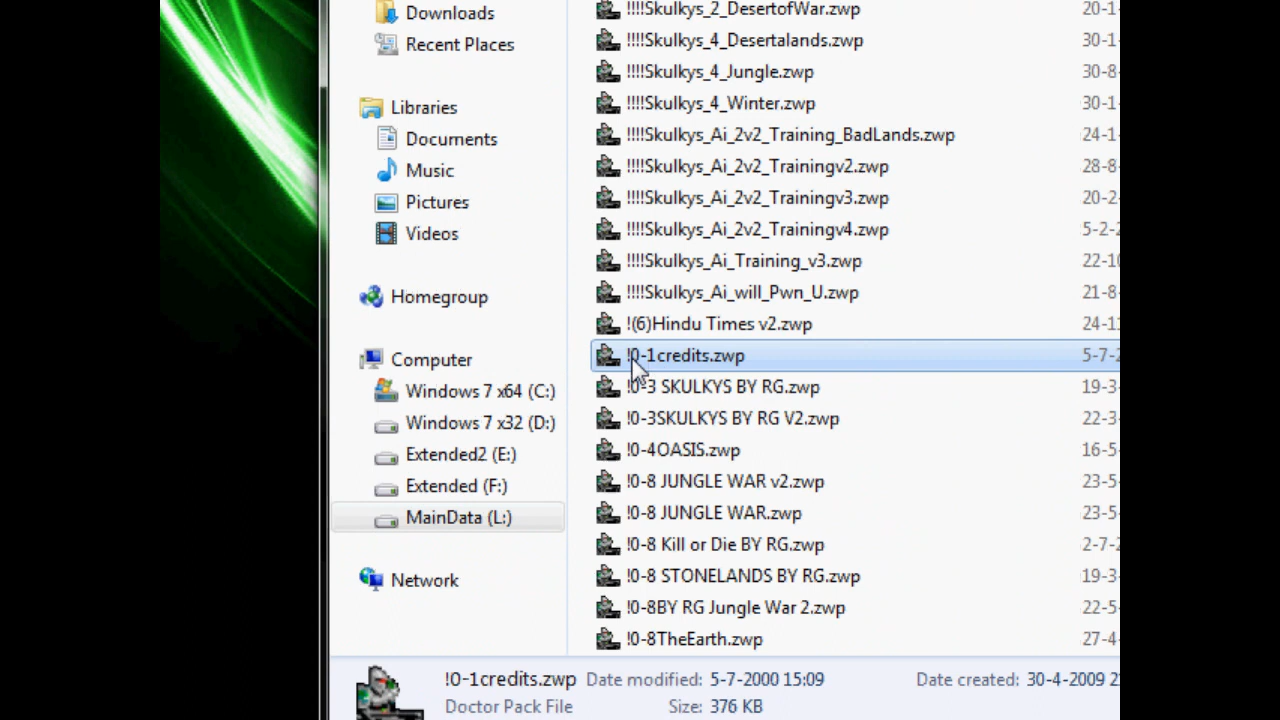 Downloads
Recent Places
Libraries
Documents
Music
Pictures
Videos
Homegroup
Computer
Windows 7 x64 (C:)
Windows 7 x32 (D:)
Extended2 (E:)
Extended (F:)
MainData (L:)
Network
!!!!Skulkys_2_DesertofWar.zwp 20-1-
!!!!Skulkys_4_Desertalands.zwp 30-1-
!!!!Skulkys_4_Jungle.zwp 30-8-
!!!!Skulkys_4_Winter.zwp 30-1-
!!!!Skulkys_Ai_2v2_Training_BadLands.zwp 24-1-
!!!!Skulkys_Ai_2v2_Trainingv2.zwp 28-8-
!!!!Skulkys_Ai_2v2_Trainingv3.zwp 20-2-
!!!!Skulkys_Ai_2v2_Trainingv4.zwp 5-2-2
!!!!Skulkys_Ai_Training_v3.zwp 22-10
!!!!Skulkys_Ai_will_Pwn_U.zwp 21-8-
!(6)Hindu Times v2.zwp 24-11
!0-1credits.zwp 5-7-2
!0-3 SKULKYS BY RG.zwp 19-3-
!0-3SKULKYS BY RG V2.zwp 22-3-
!0-4OASIS.zwp 16-5-
!0-8 JUNGLE WAR v2.zwp 23-5-
!0-8 JUNGLE WAR.zwp 23-5-
!0-8 Kill or Die BY RG.zwp 2-7-2
!0-8 STONELANDS BY RG.zwp 19-3-
!0-8BY RG Jungle War 2.zwp 22-5-
!0-8TheEarth.zwp 27-4-
!0-1credits.zwp Date modified: 5-7-2000 15:09 Date created: 30-4-2009 2
Doctor Pack File Size: 376 KB